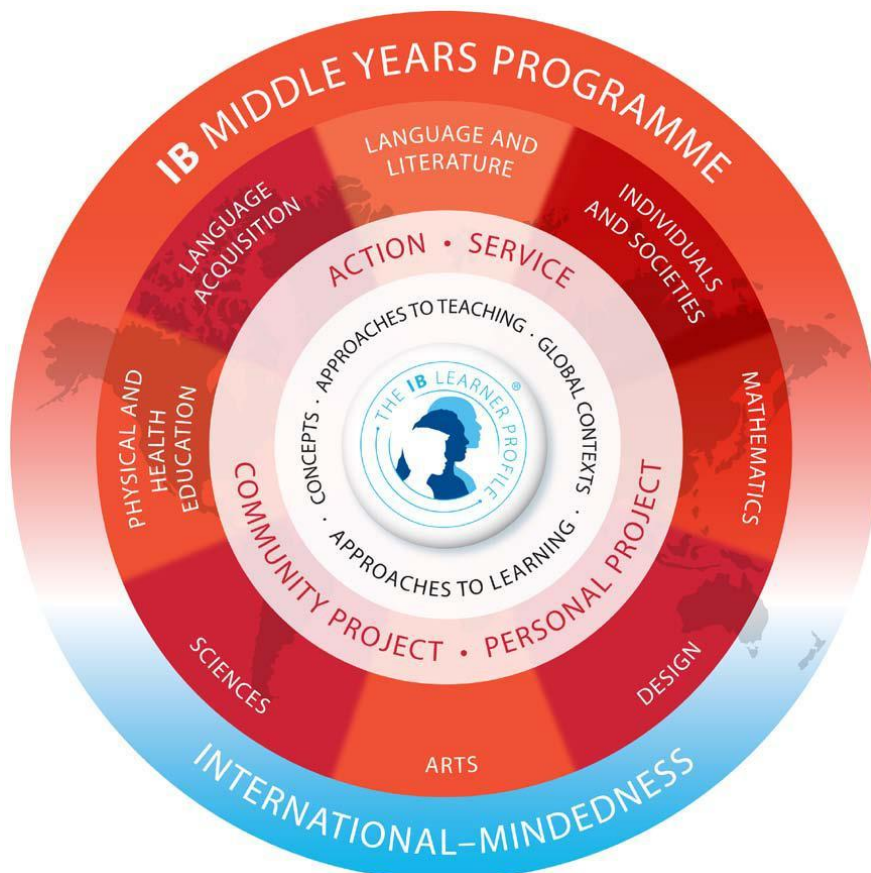 IB MIDDLE YEARS PROGRAMME
LANGUAGE AND
LITERATURE
INDIVIDUALS
AND SOCIETIES
MATHEMATICS
DESIGN
ARTS
SCIENCES
PHYSICAL AND
HEALTH
EDUCATION
LANGUAGE
ACQUISITION
ACTION • SERVICE
PERSONAL PROJECT •
COMMUNITY PROJECT
APPROACHES TO TEACHING ·
GLOBAL CONTEXTS ·
APPROACHES TO LEARNING ·
CONCEPTS ·
THE IB LEARNER PROFILE ®
INTERNATIONAL–MINDEDNESS